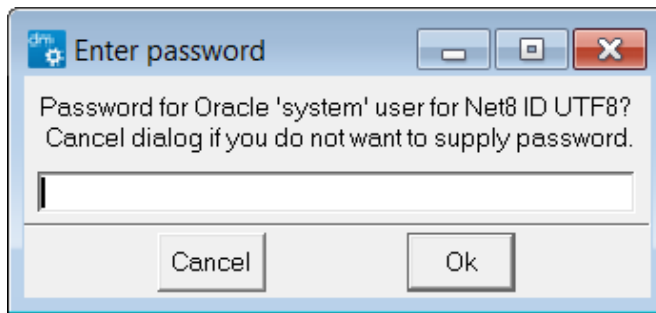 dm
Enter password
Password for Oracle 'system' user for Net8 ID UTF8?
Cancel dialog if you do not want to supply password.
Cancel
Ok